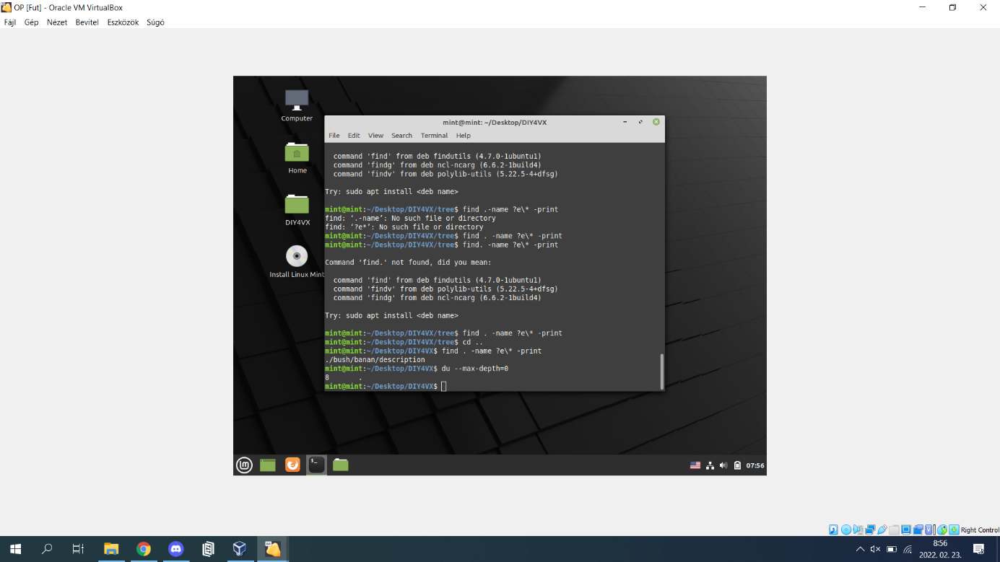 OP [Fut] - Oracle VM VirtualBox
Fájl Gép Nézet Bevitel Eszközök Súgó
Computer
Home
DIY4VX
Install Linux Mint
mint@mint: ~/Desktop/DIY4VX
File Edit View Search Terminal Help
command 'find' from deb findutils (4.7.0-1ubuntu1)
command 'findg' from deb ncl-ncarg (6.6.2-1build4)
command 'findv' from deb polylib-utils (5.22.5-4+dfsg)
Try: sudo apt install <deb name>
mint@mint:~/Desktop/DIY4VX/tree$ find .-name ?e\* -print
find: ‘.-name’: No such file or directory
find: ‘?e*’: No such file or directory
mint@mint:~/Desktop/DIY4VX/tree$ find . -name ?e\* -print
mint@mint:~/Desktop/DIY4VX/tree$ find. -name ?e\* -print
Command 'find.' not found, did you mean:
command 'find' from deb findutils (4.7.0-1ubuntu1)
command 'findv' from deb polylib-utils (5.22.5-4+dfsg)
command 'findg' from deb ncl-ncarg (6.6.2-1build4)
Try: sudo apt install <deb name>
mint@mint:~/Desktop/DIY4VX/tree$ find . -name ?e\* -print
mint@mint:~/Desktop/DIY4VX/tree$ cd ..
mint@mint:~/Desktop/DIY4VX$ find . -name ?e\* -print
./bush/banan/description
mint@mint:~/Desktop/DIY4VX$ du --max-depth=0
8 .
mint@mint:~/Desktop/DIY4VX$
07:56
Right Control
8:56
2022. 02. 23.